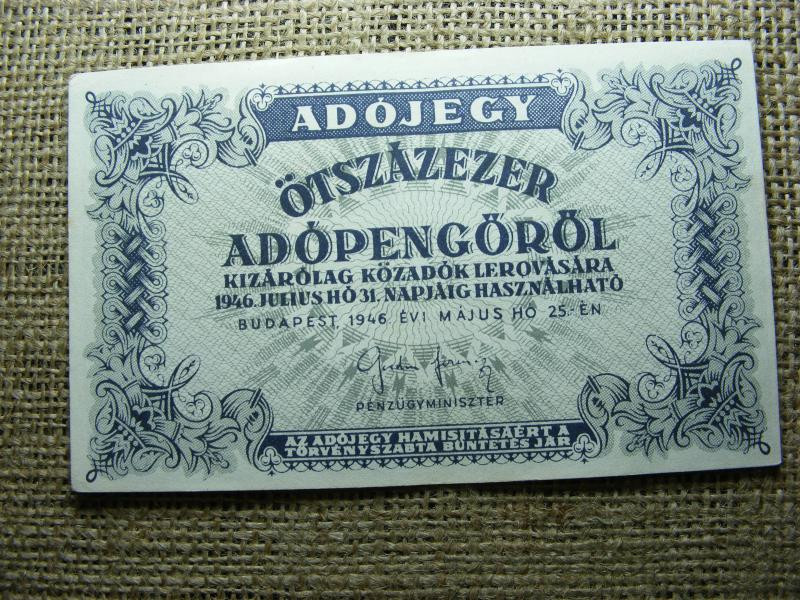 ADÓJEGY
ÖTSZÁZEZER
ADÓPENGŐRŐL
KIZÁRÓLAG KÖZADÓK LEROVÁSÁRA
1946. JULIUS HÓ 31. NAPJÁIG HASZNÁLHATÓ
BUDAPEST, 1946. ÉVI MÁJUS HÓ 25.-ÉN
PÉNZÜGYMINISZTER
AZ ADÓJEGY HAMISITÁSÁÉRT A
TÖRVÉNYSZABTA BÜNTETÉS JÁR